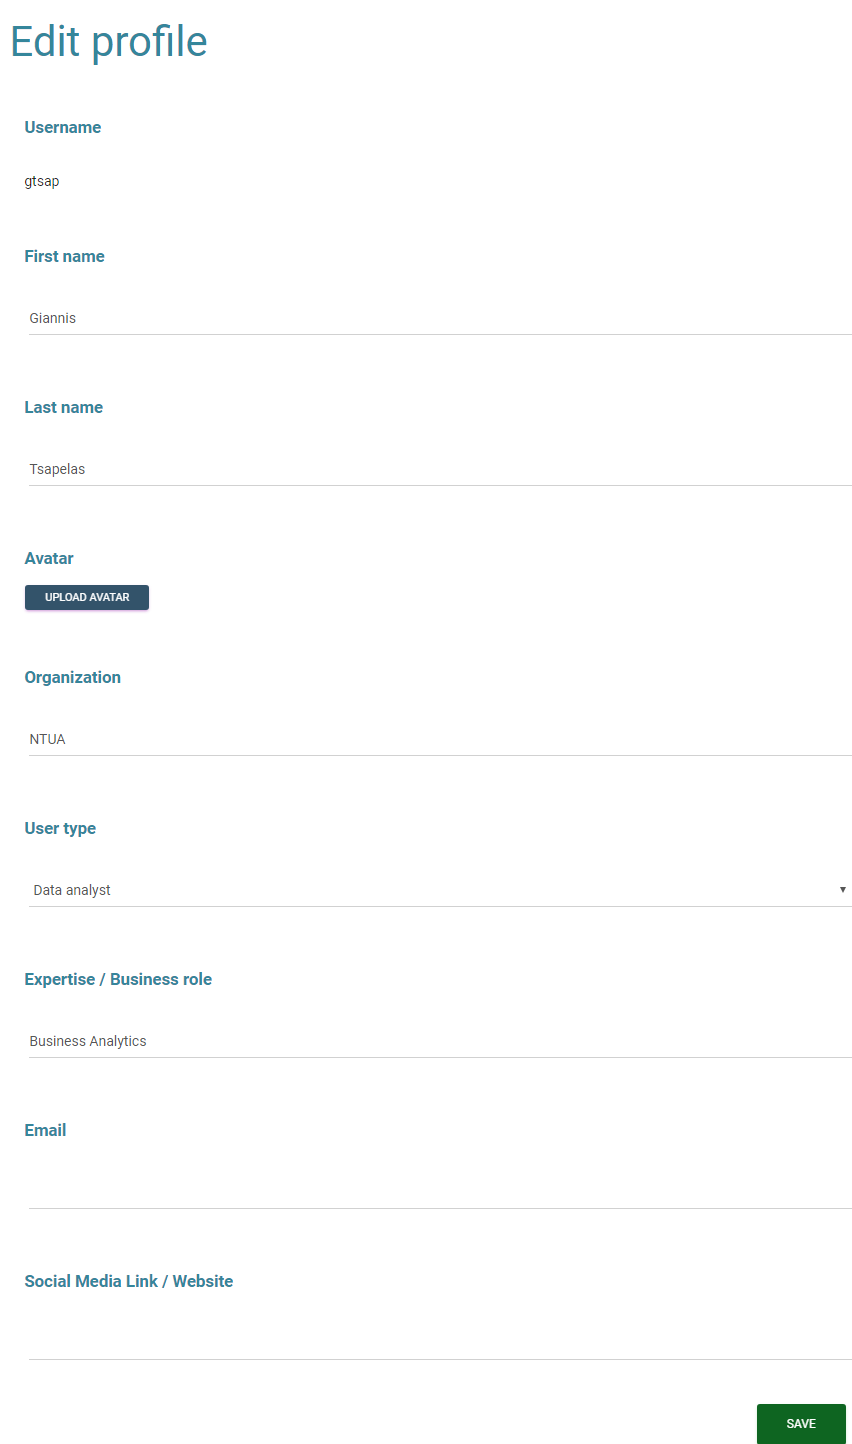 Edit profile
Username
gtsap
First name
Giannis
Last name
Tsapelas
Avatar
UPLOAD AVATAR
Organization
NTUA
User type
Data analyst
Expertise / Business role
Business Analytics
Email
Social Media Link / Website
SAVE